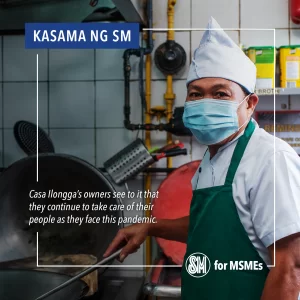 KASAMA NG SM
Casa Ilongga's owners see to it that
they continue to take care of their
people as they face this pandemic.
SM for MSMEs